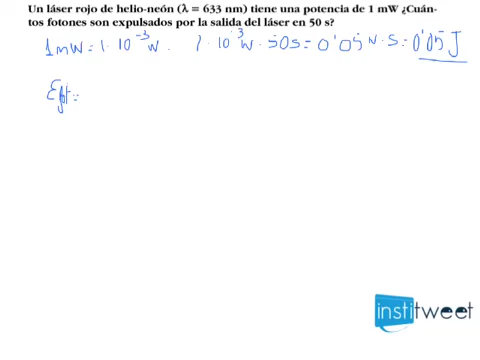 Un láser rojo de helio-neón (λ = 633 nm) tiene una potencia de 1 mW ¿Cuán-
tos fotones son expulsados por la salida del láser en 50 s?
1mW = 1·10⁻³ W. 1·10⁻³ W·50s = 0'05 W·s = 0'05 J
Efot =
institweet